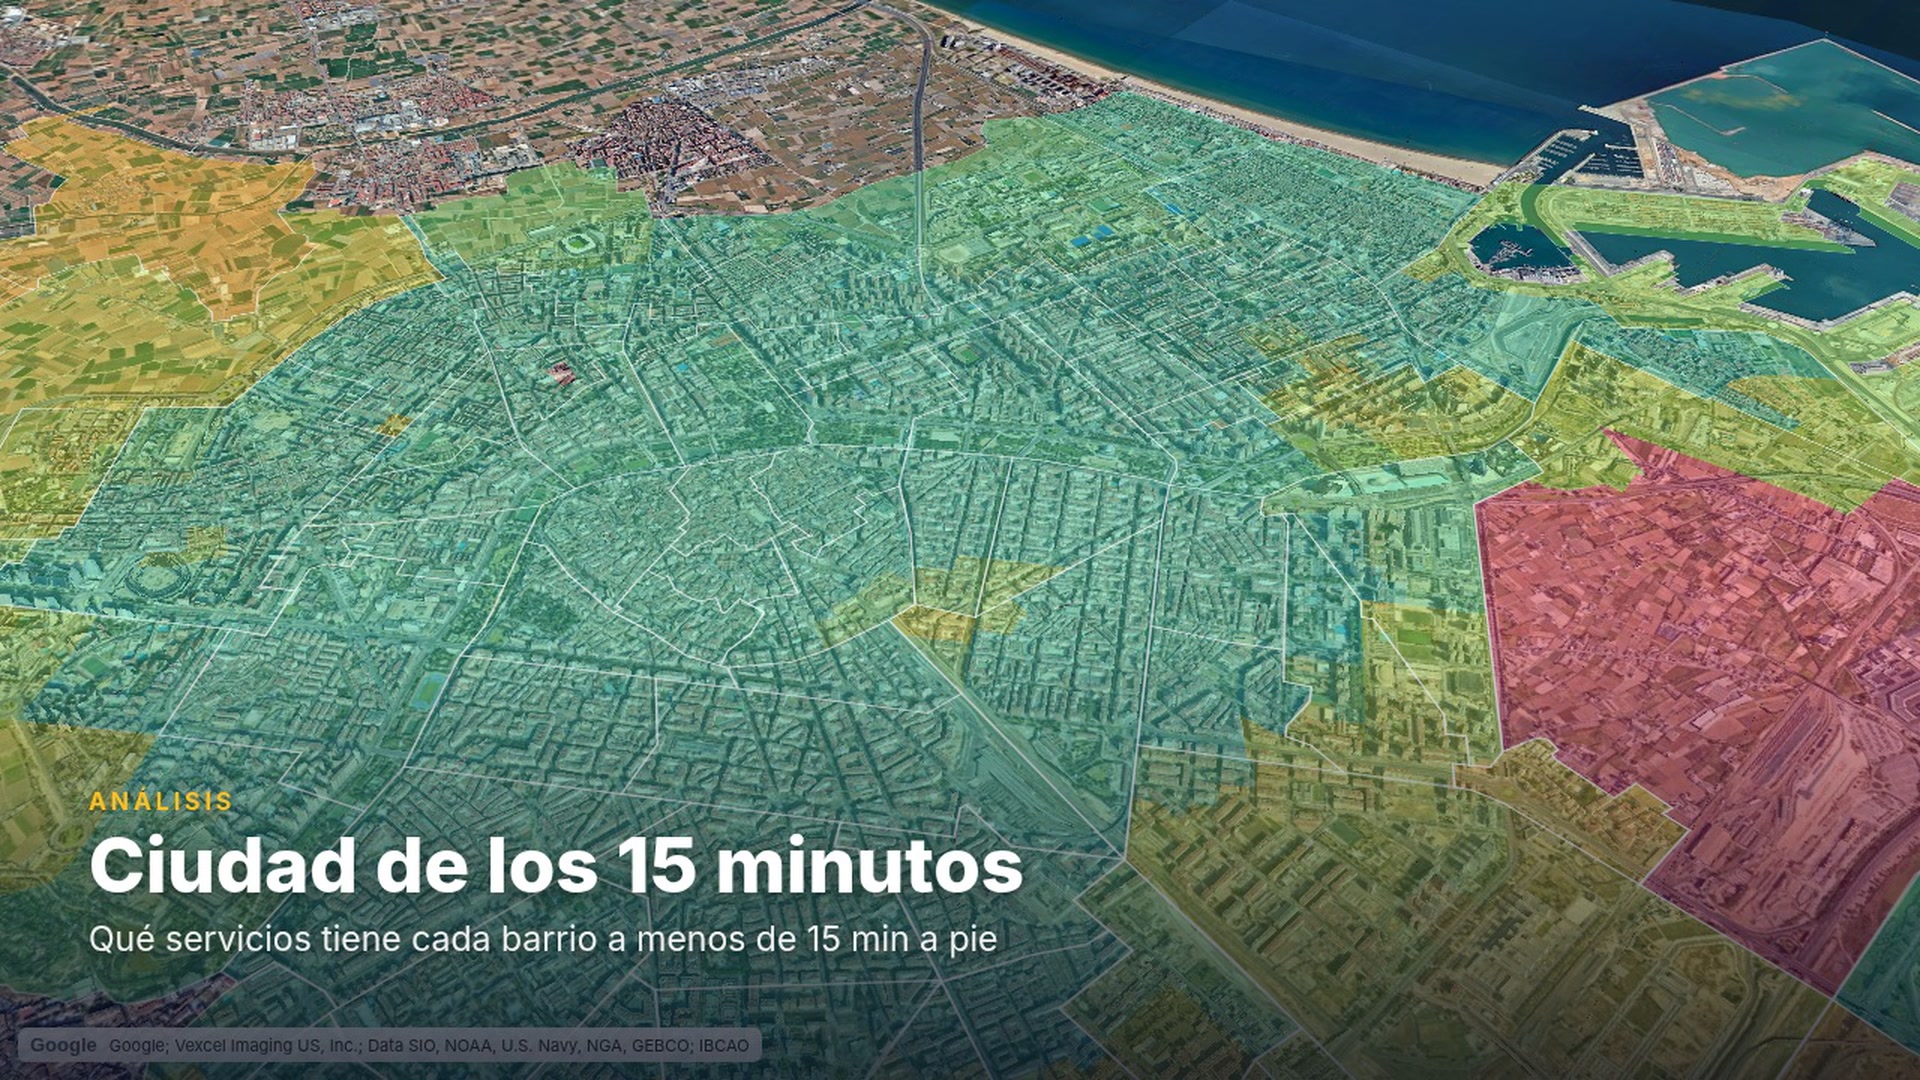 ANÁLISIS
Ciudad de los 15 minutos
Qué servicios tiene cada barrio a menos de 15 min a pie
Google Google; Vexcel Imaging US, Inc.; Data SIO, NOAA, U.S. Navy, NGA, GEBCO; IBCAO